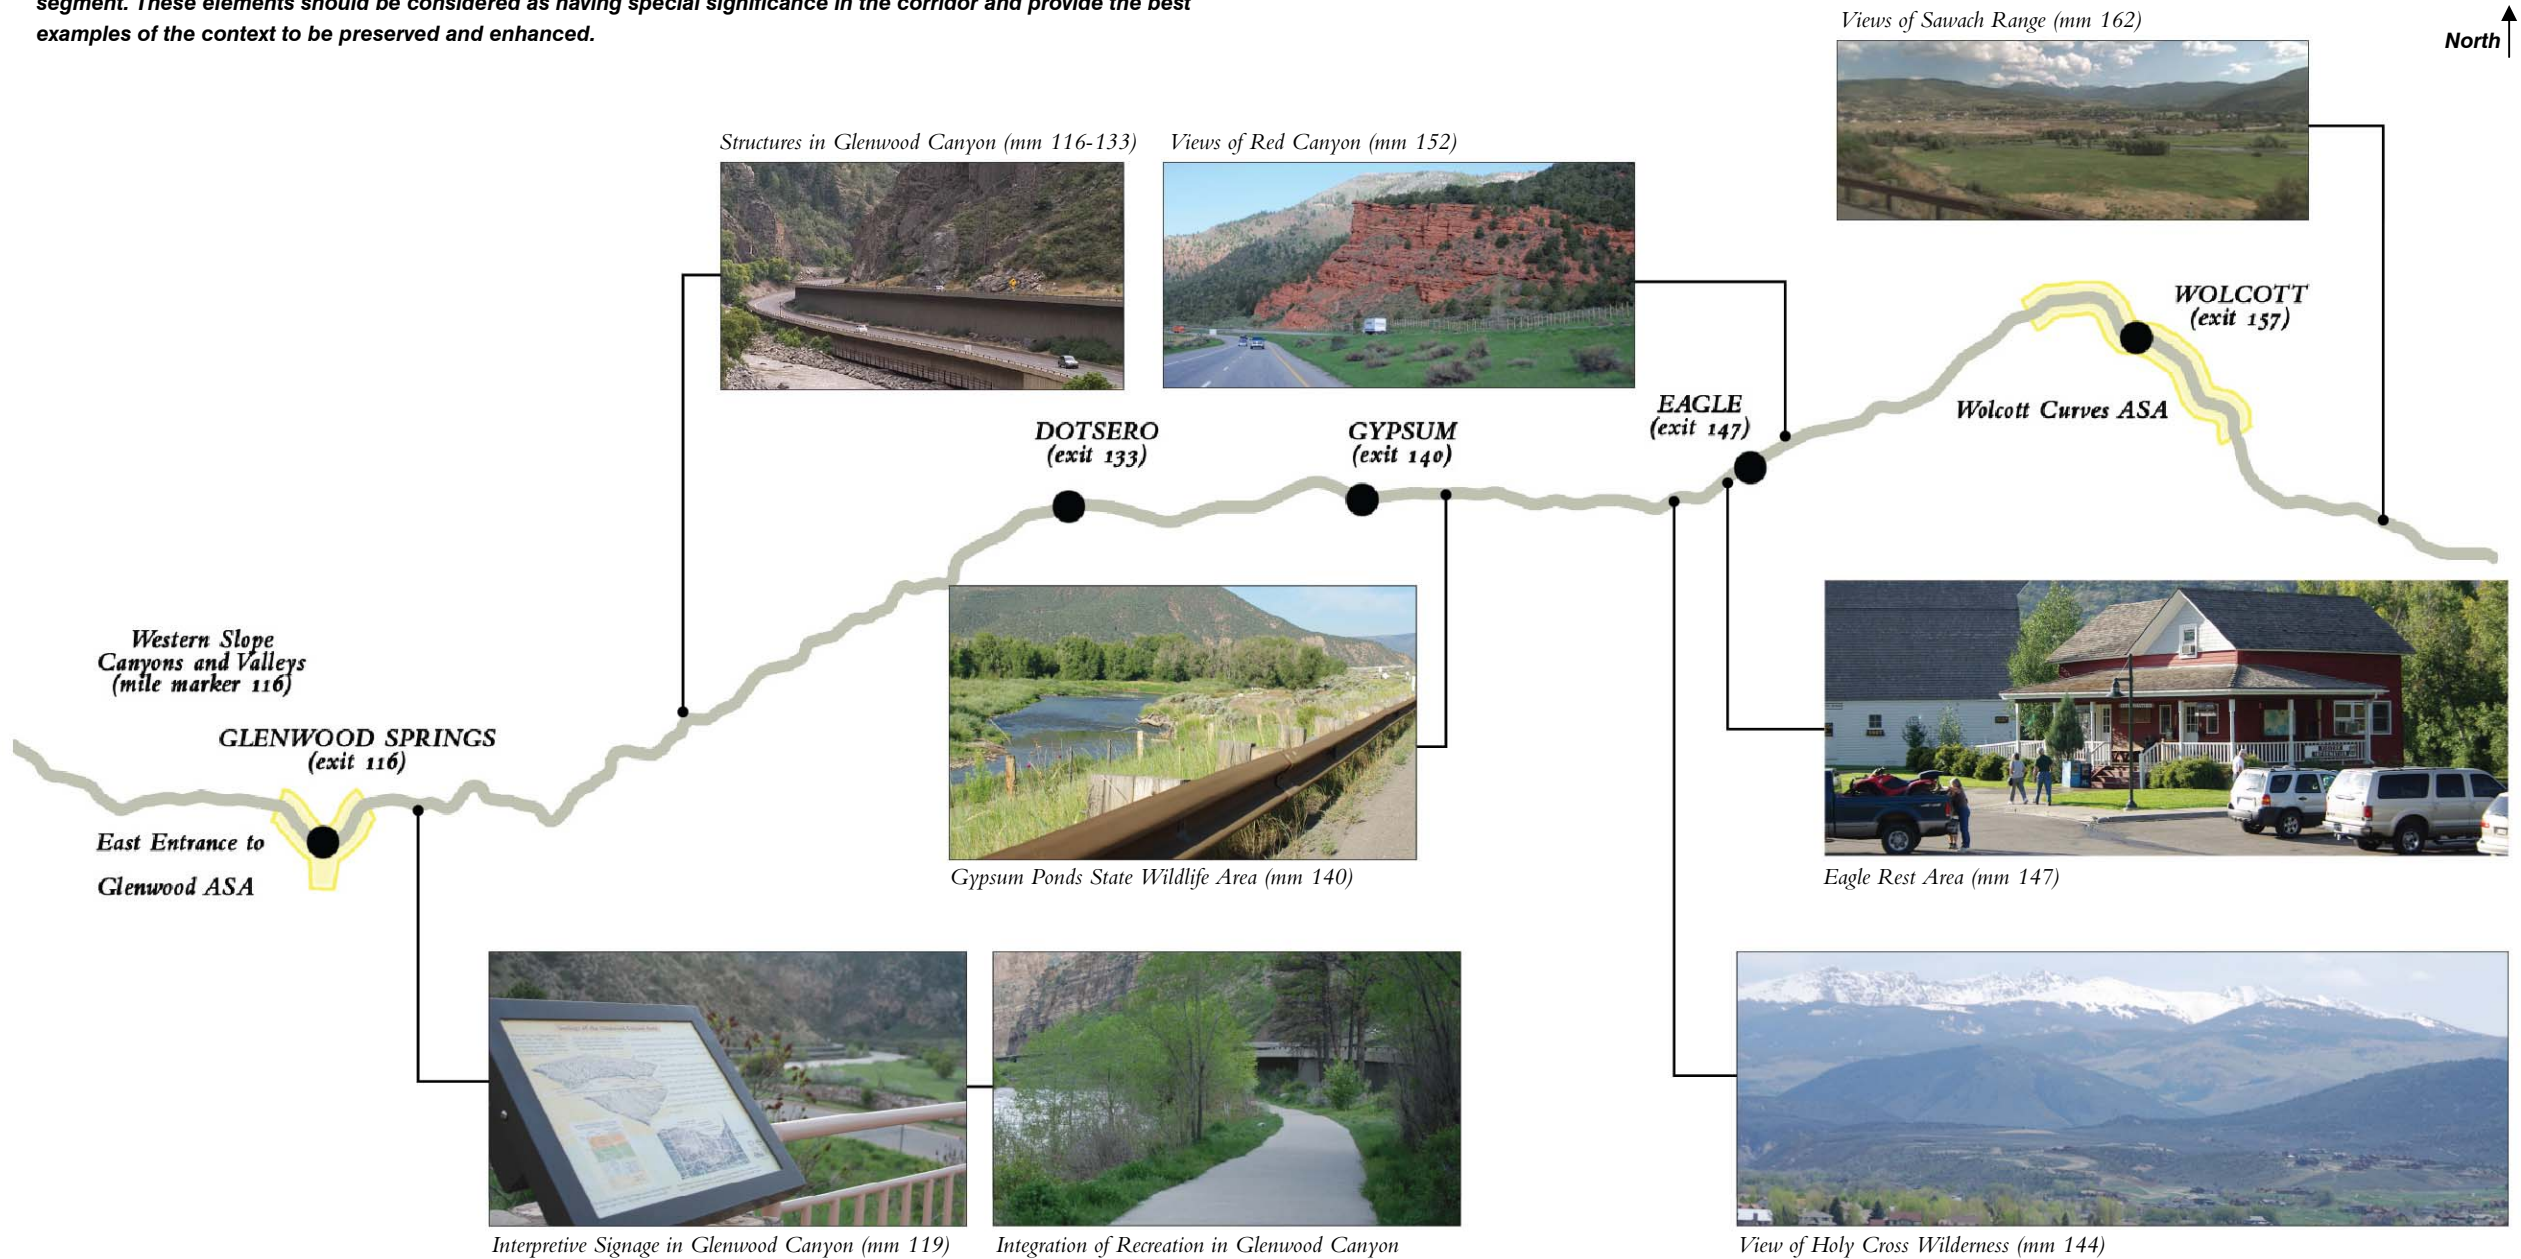 segment. These elements should be considered as having special significance in the corridor and provide the best
examples of the context to be preserved and enhanced.
Views of Sawach Range (mm 162)
North
Structures in Glenwood Canyon (mm 116-133)
Views of Red Canyon (mm 152)
WOLCOTT
(exit 157)
Wolcott Curves ASA
EAGLE
(exit 147)
DOTSERO
(exit 133)
GYPSUM
(exit 140)
Western Slope
Canyons and Valleys
(mile marker 116)
GLENWOOD SPRINGS
(exit 116)
East Entrance to
Glenwood ASA
Gypsum Ponds State Wildlife Area (mm 140)
Eagle Rest Area (mm 147)
Interpretive Signage in Glenwood Canyon (mm 119)
Integration of Recreation in Glenwood Canyon
View of Holy Cross Wilderness (mm 144)